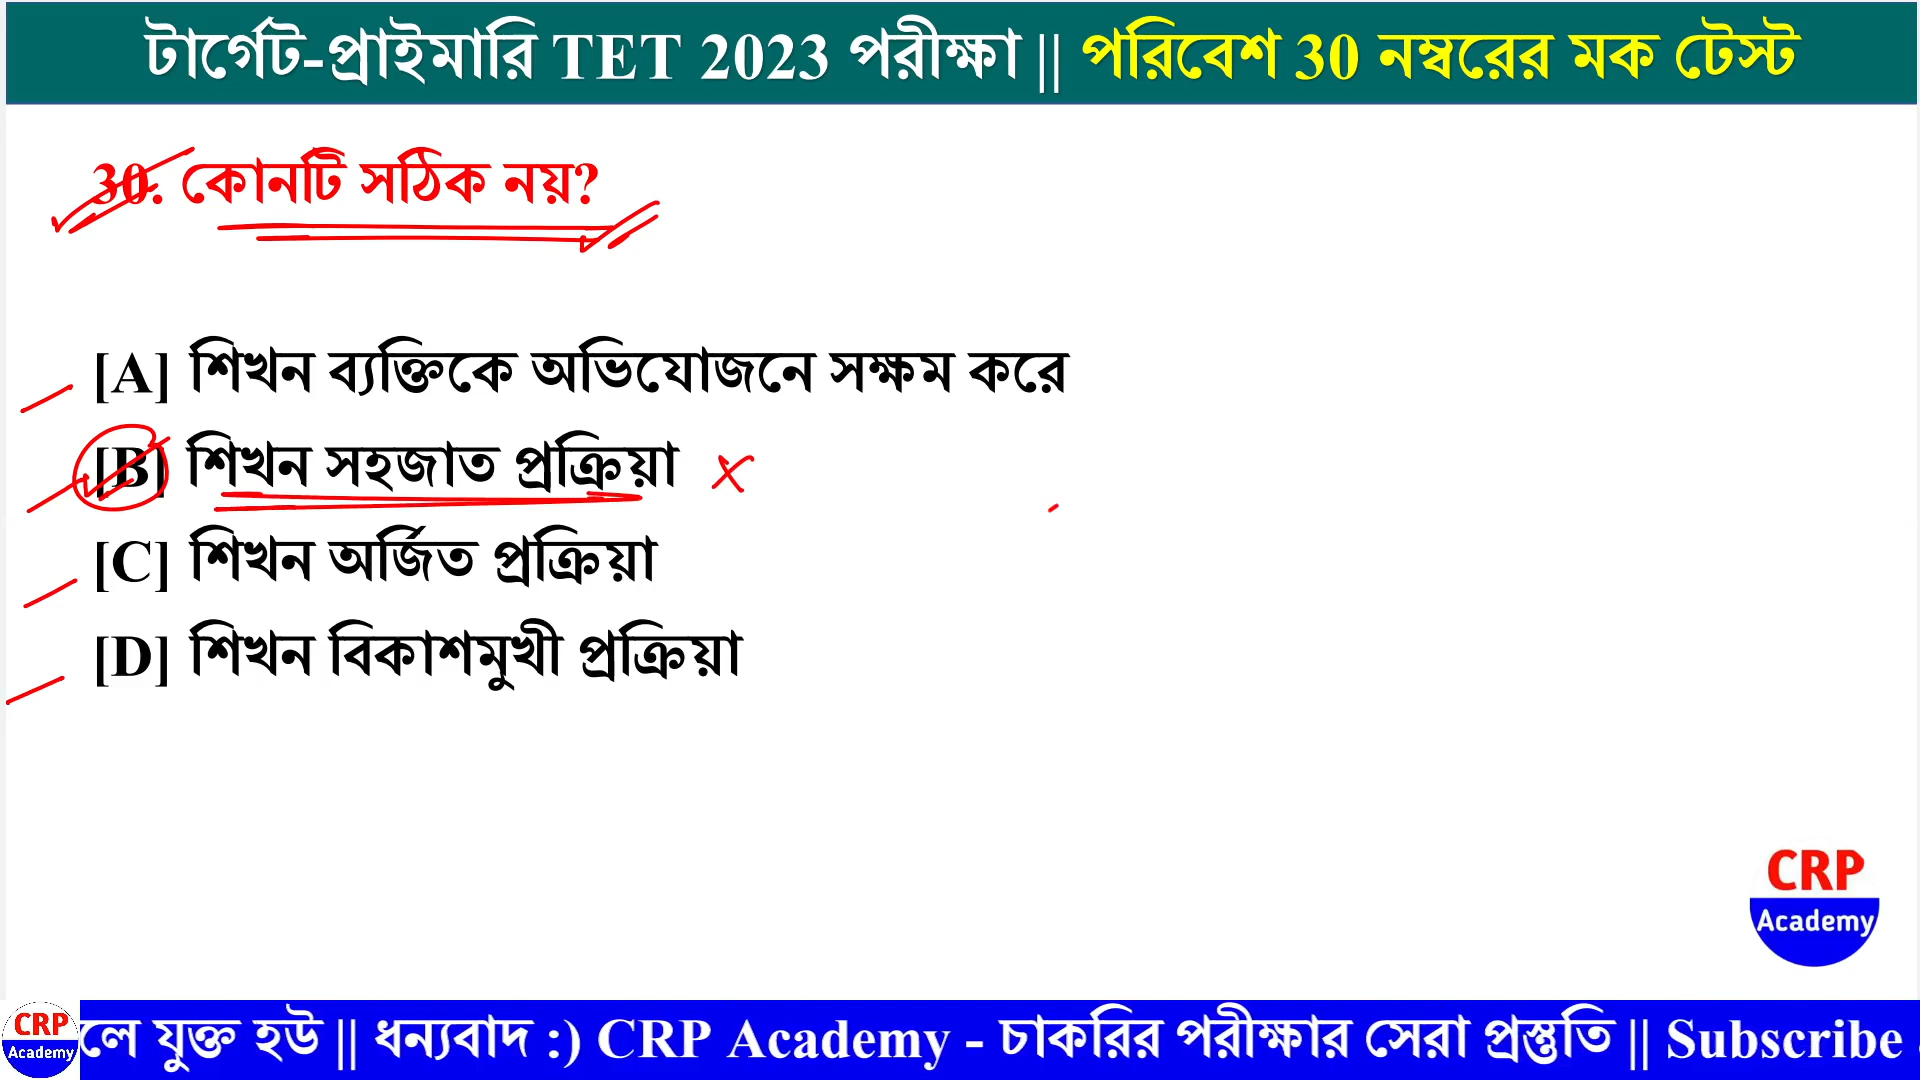 টার্গেট-প্রাইমারি TET 2023 পরীক্ষা || পরিবেশ 30 নম্বরের মক টেস্ট
30. কোনটি সঠিক নয়?
[A] শিখন ব্যক্তিকে অভিযোজনে সক্ষম করে
[B] শিখন সহজাত প্রক্রিয়া
[C] শিখন অর্জিত প্রক্রিয়া
[D] শিখন বিকাশমুখী প্রক্রিয়া
CRP
Academy
CRP
Academy
লে যুক্ত হউ || ধন্যবাদ :) CRP Academy - চাকরির পরীক্ষার সেরা প্রস্তুতি || Subscribe